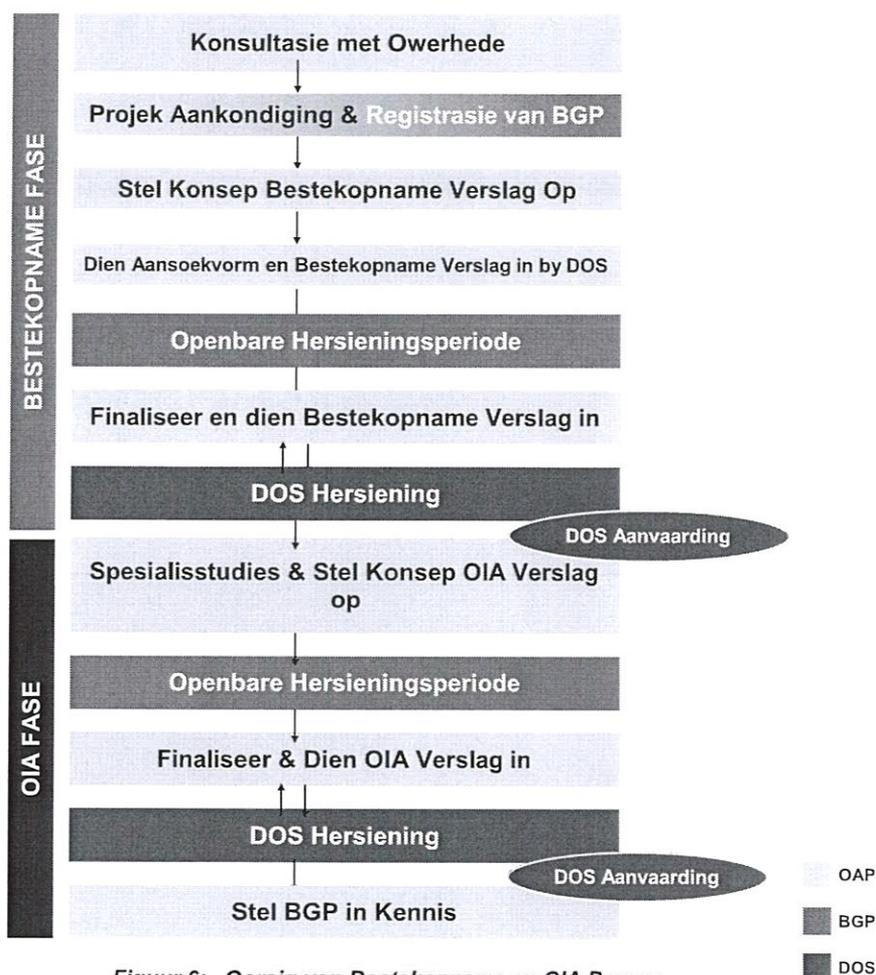 BESTEKOPNAME FASE
Konsultasie met Owerhede
Projek Aankondiging & Registrasie van BGP
Stel Konsep Bestekopname Verslag Op
Dien Aansoekvorm en Bestekopname Verslag in by DOS
Openbare Hersieningsperiode
Finaliseer en dien Bestekopname Verslag in
DOS Hersiening
DOS Aanvaarding
OIA FASE
Spesialisstudies & Stel Konsep OIA Verslag
op
Openbare Hersieningsperiode
Finaliseer & Dien OIA Verslag in
DOS Hersiening
DOS Aanvaarding
Stel BGP in Kennis
OAP
BGP
DOS